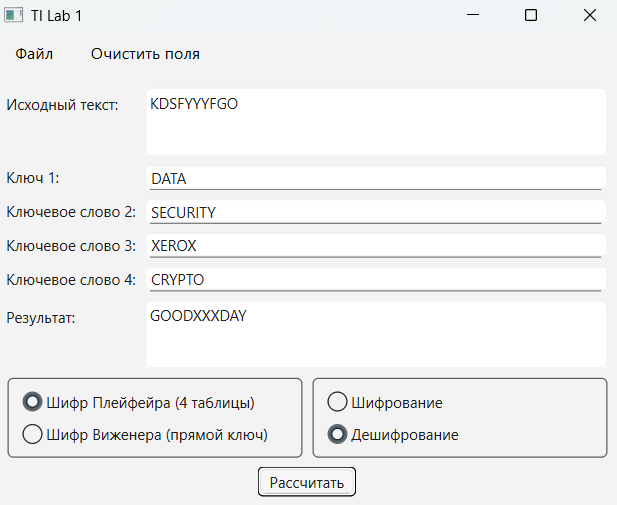 TI Lab 1
Файл Очистить поля
Исходный текст: KDSFYYYFGO
Ключ 1: DATA
Ключевое слово 2: SECURITY
Ключевое слово 3: XEROX
Ключевое слово 4: CRYPTO
Результат: GOODXXXDAY
Шифр Плейфейра (4 таблицы) Шифрование
Шифр Виженера (прямой ключ) Дешифрование
Рассчитать